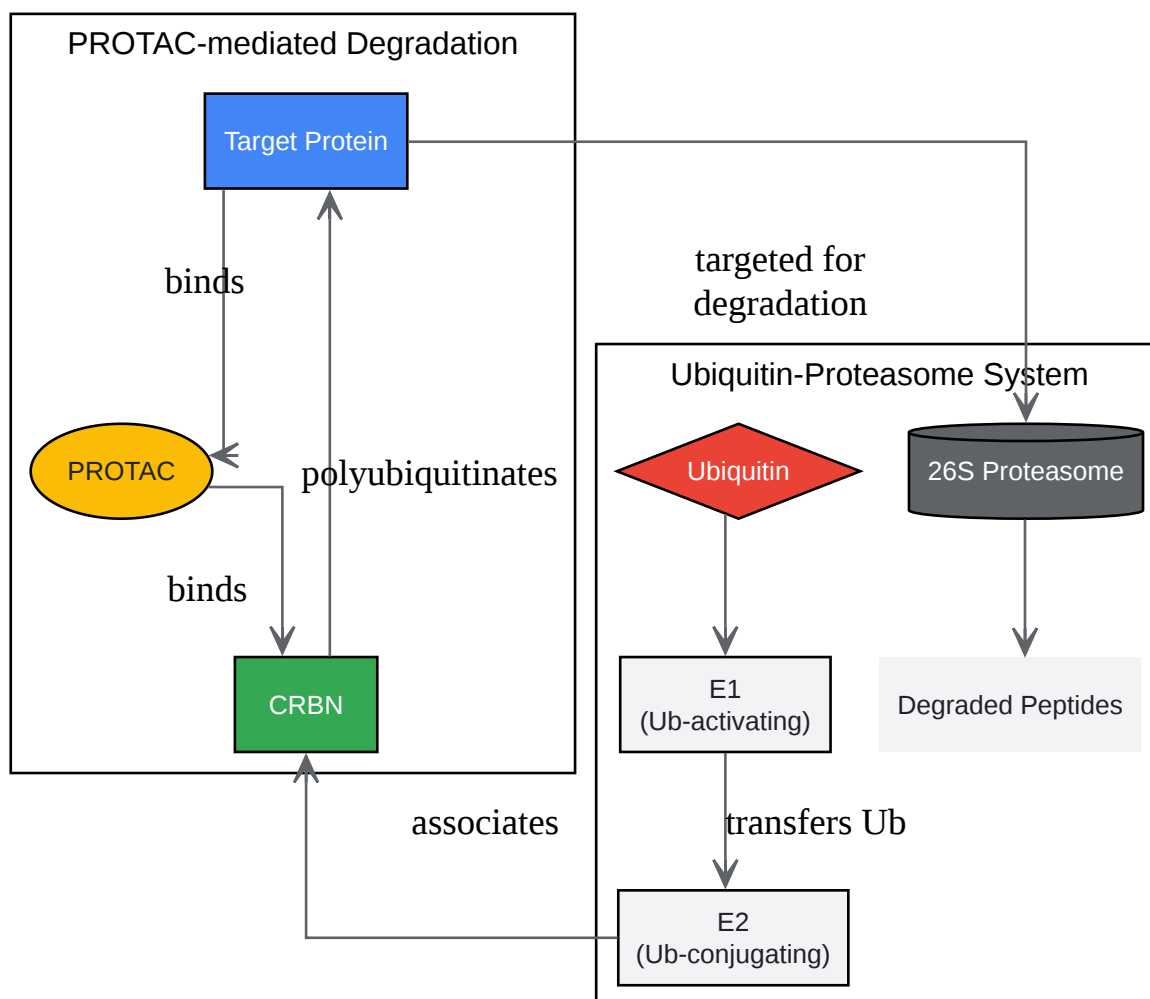 PROTAC-mediated Degradation
Target Protein
binds
targeted for
degradation
Ubiquitin-Proteasome System
PROTAC
polyubiquitinates
Ubiquitin
26S Proteasome
binds
CRBN
E1
(Ub-activating)
Degraded Peptides
associates
transfers Ub
E2
(Ub-conjugating)